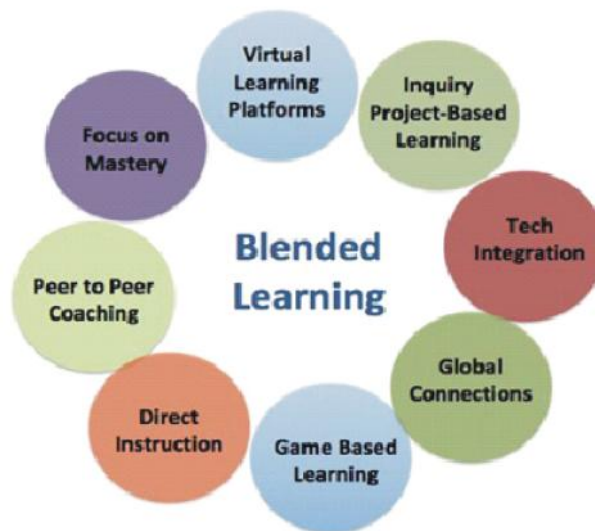 Virtual
Learning
Platforms
Inquiry
Project-Based
Learning
Tech
Integration
Global
Connections
Game Based
Learning
Direct
Instruction
Peer to Peer
Coaching
Focus on
Mastery
Blended
Learning